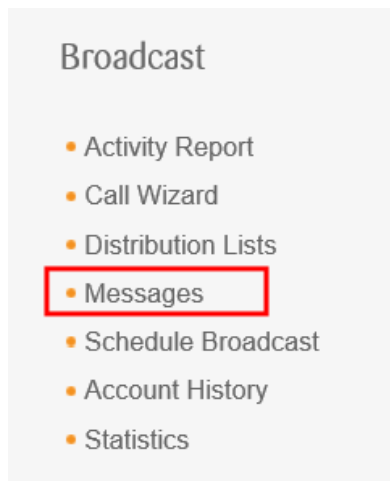 Broadcast
Activity Report
Call Wizard
Distribution Lists
Messages
Schedule Broadcast
Account History
Statistics